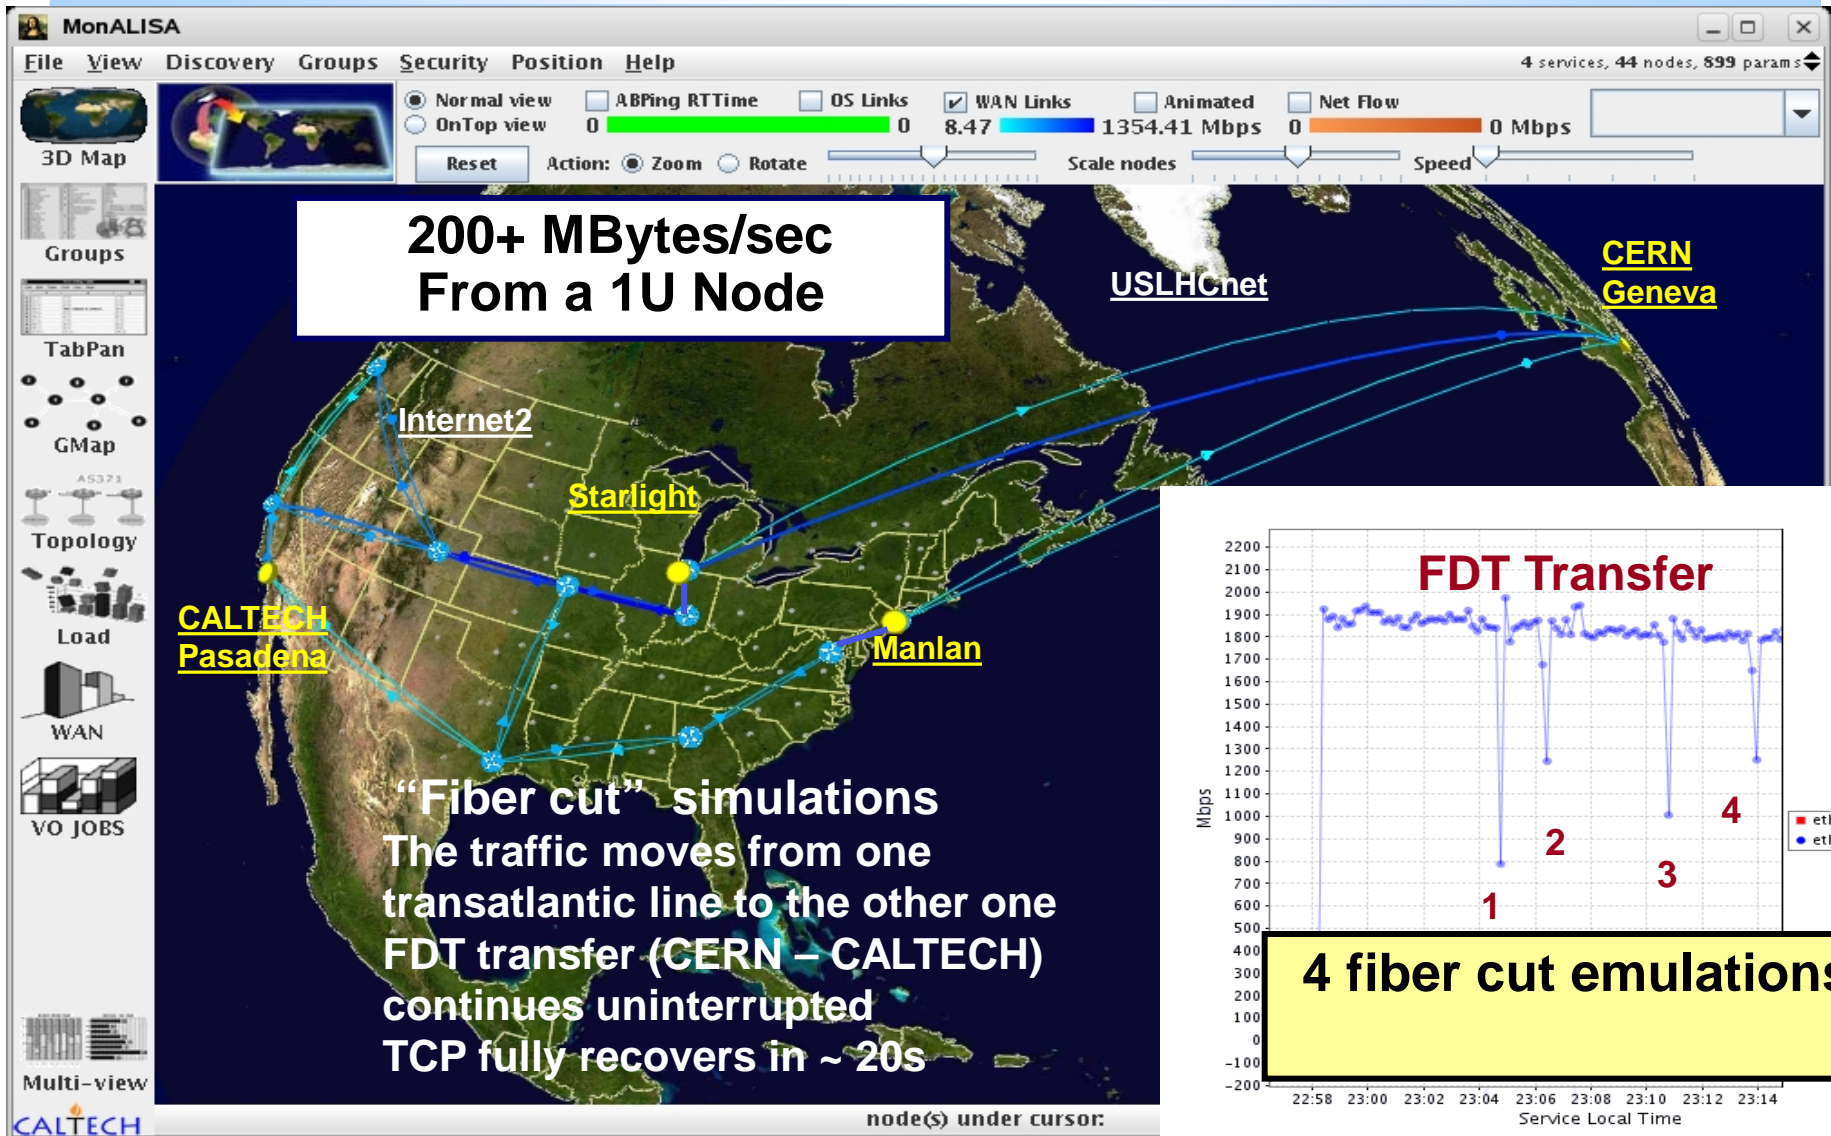 MonALISA
File View Discovery Groups Security Position Help
4 services, 44 nodes, 899 params
Normal view
OnTop view
ABPing RTTime
0 0
OS Links
WAN Links
8.47 1354.41 Mbps
Animated
Net Flow
0 0 Mbps
Reset
Action: Zoom Rotate
Scale nodes
Speed
3D Map
Groups
TabPan
GMap
AS371
Topology
Load
WAN
VO JOBS
Multi-view
CALTECH
200+ MBytes/sec
From a 1U Node
USLHCnet
CERN
Geneva
Internet2
Starlight
CALTECH
Pasadena
Manlan
“Fiber cut” simulations
The traffic moves from one
transatlantic line to the other one
FDT transfer (CERN – CALTECH)
continues uninterrupted
TCP fully recovers in ~ 20s
FDT Transfer
2200
2100
2000
1900
1800
1700
1600
1500
1400
1300
1200
1100
1000
900
800
700
600
500
400
300
200
100
0
-100
-200
Mbps
1
2
3
4
eth
eth
4 fiber cut emulations
22:58 23:00 23:02 23:04 23:06 23:08 23:10 23:12 23:14
Service Local Time
node(s) under cursor: